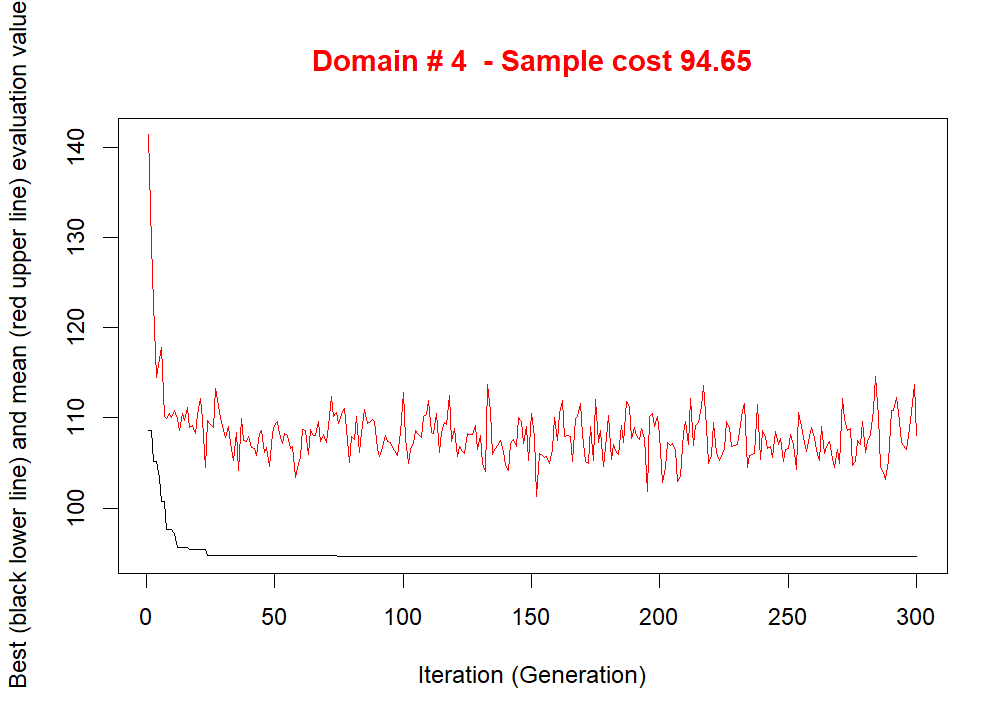 Domain # 4  - Sample cost 94.65
Best (black lower line) and mean (red upper line) evaluation value
140
130
120
110
100
0 50 100 150 200 250 300
Iteration (Generation)